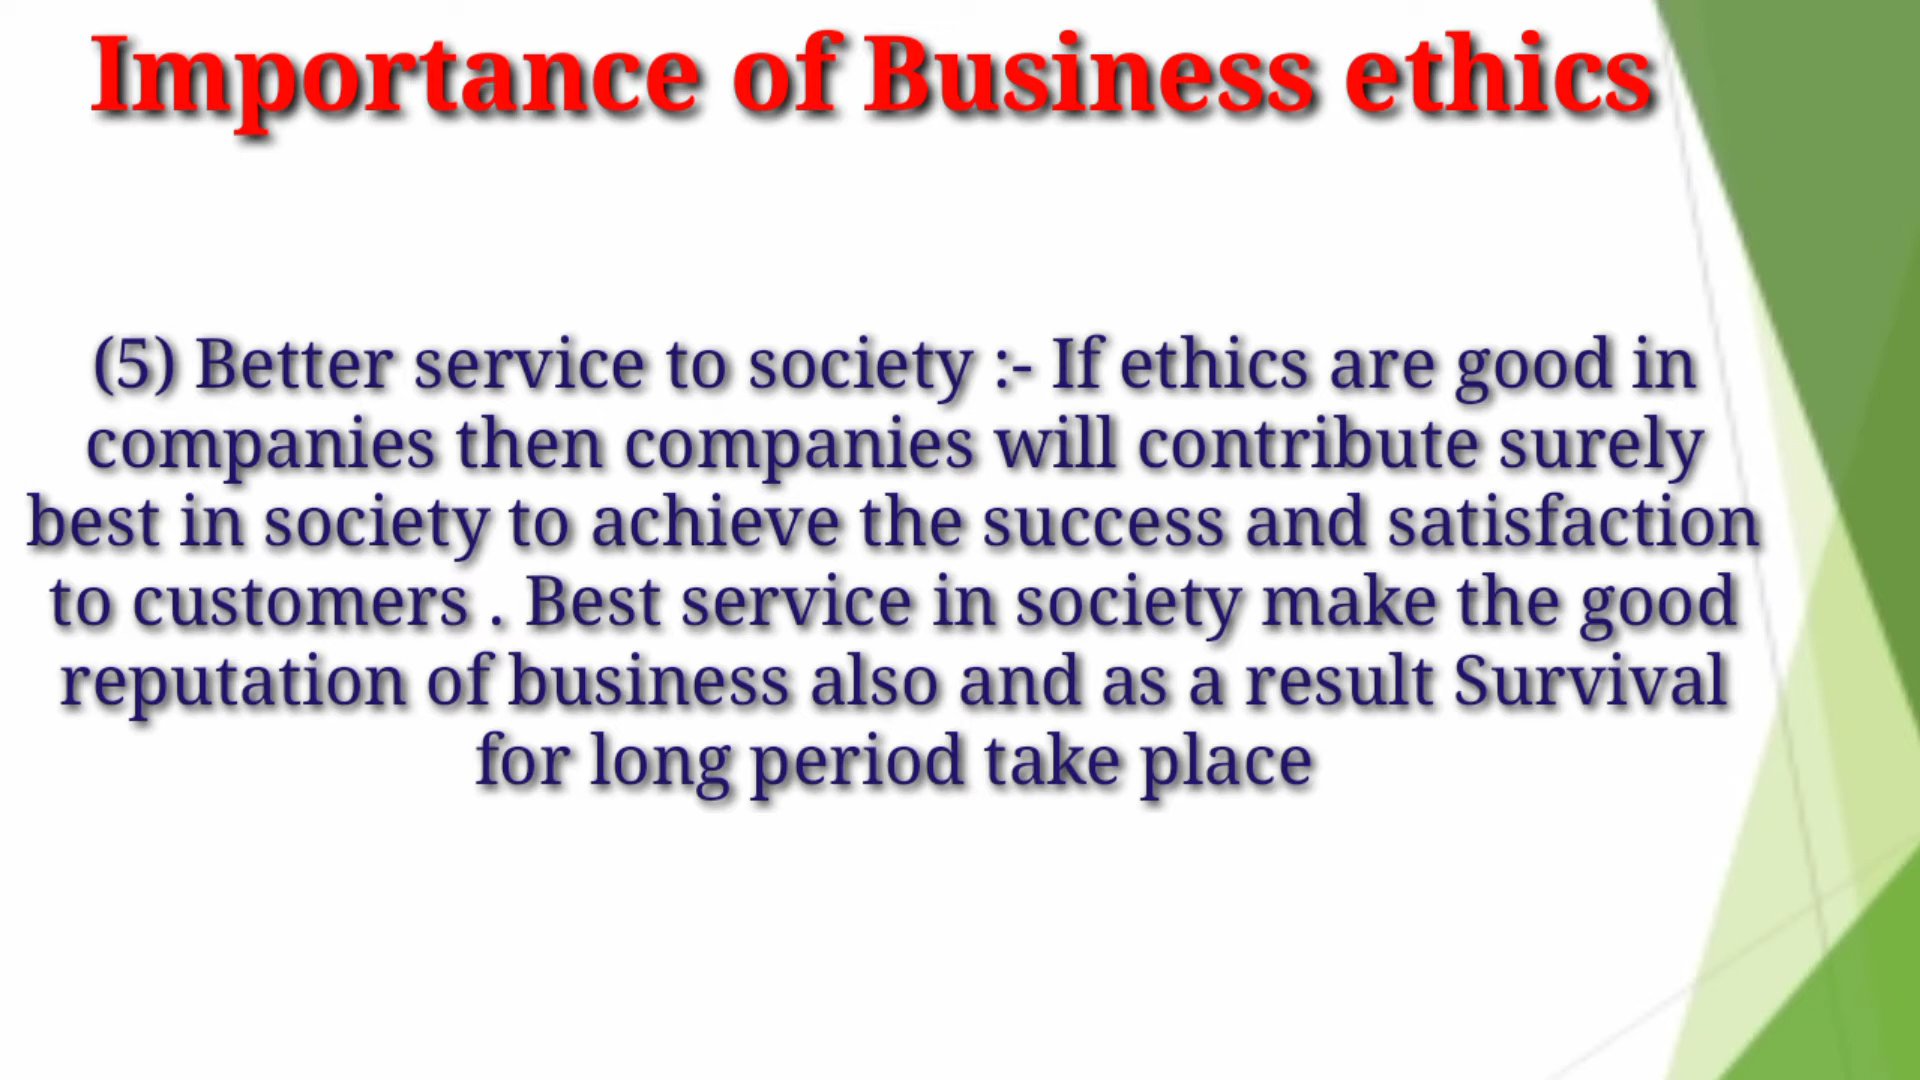 Importance of Business ethics
(5) Better service to society :- If ethics are good in
companies then companies will contribute surely
best in society to achieve the success and satisfaction
to customers . Best service in society make the good
reputation of business also and as a result Survival
for long period take place